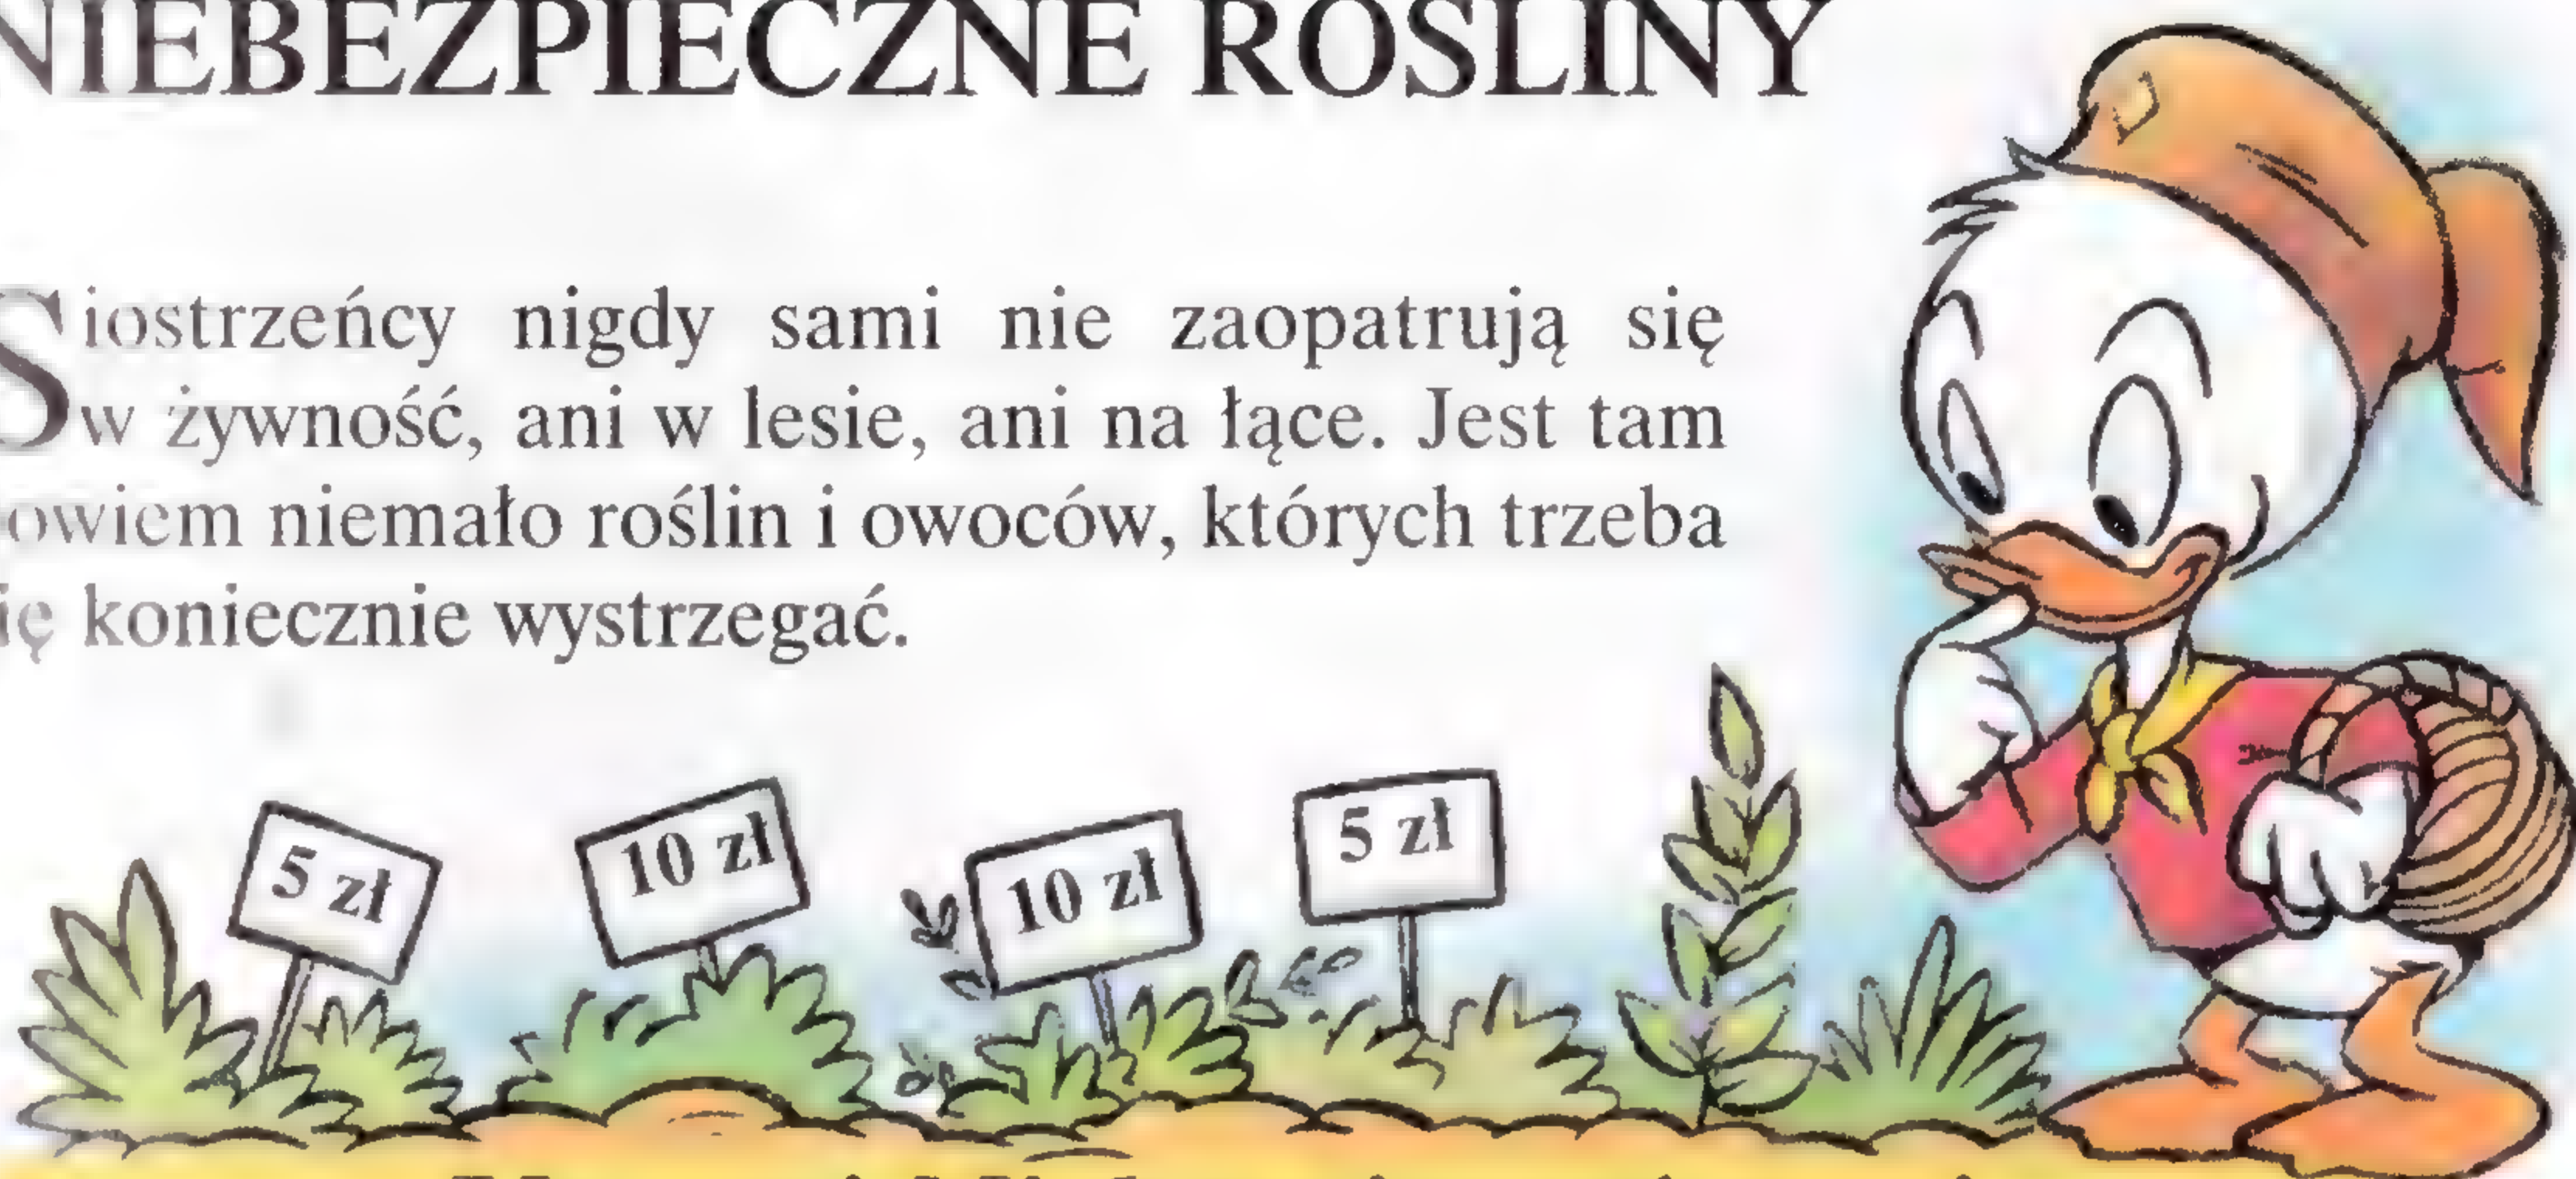 NIEBEZPIECZNE ROŚLINY
Siostrzeńcy nigdy sami nie zaopatrują się
w żywność, ani w lesie, ani na łące. Jest tam
owiem niemało roślin i owoców, których trzeba
ię koniecznie wystrzegać.
5 zł
10 zł
10 zł
5 zł